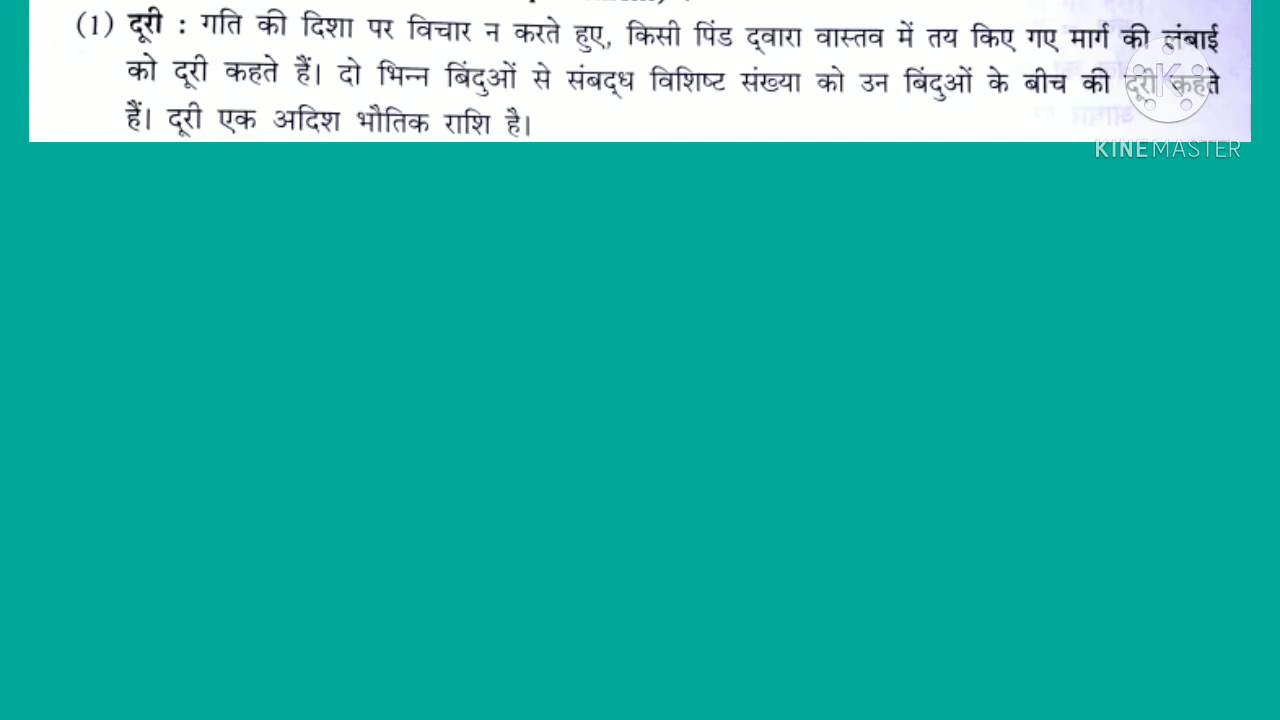 (1) दूरी : गति की दिशा पर विचार न करते हुए, किसी पिंड द्‌वारा वास्तव में तय किए गए मार्ग की लंबाई
को दूरी कहते हैं। दो भिन्न बिंदुओं से संबद्‌ध विशिष्ट संख्या को उन बिंदुओं के बीच की दूरी कहते
हैं। दूरी एक अदिश भौतिक राशि है।
KINEMASTER